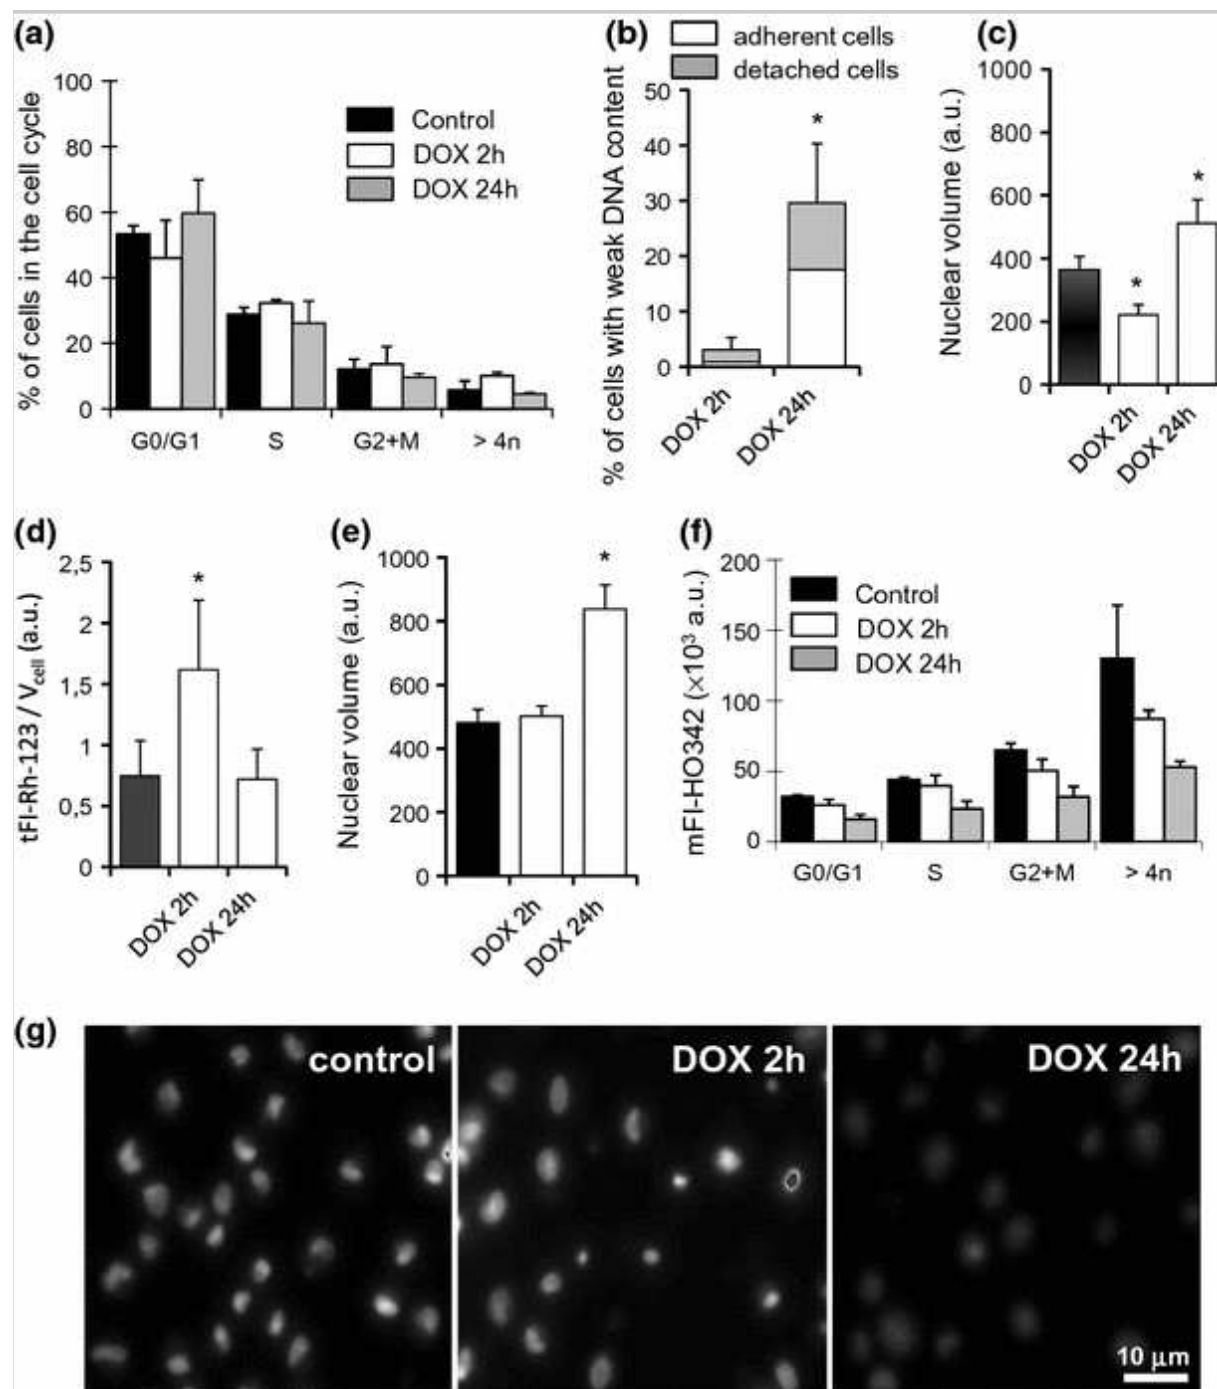 (a)
% of cells in the cell cycle
100
80
60
40
20
0
Control
DOX 2h
DOX 24h
G0/G1 S G2+M > 4n
(b)
adherent cells
detached cells
% of cells with weak DNA content
50
40
30
20
10
0
*
DOX 2h
DOX 24h
(c)
Nuclear volume (a.u.)
1000
800
600
400
200
0
*
*
DOX 2h
DOX 24h
(d)
tFI-Rh-123 / Vcell (a.u.)
2,5
2
1,5
1
0,5
0
*
DOX 2h
DOX 24h
(e)
Nuclear volume (a.u.)
1000
800
600
400
200
0
*
DOX 2h
DOX 24h
(f)
mFI-HO342 (×10³ a.u.)
200
150
100
50
0
Control
DOX 2h
DOX 24h
G0/G1 S G2+M > 4n
(g)
control
DOX 2h
DOX 24h
10 µm